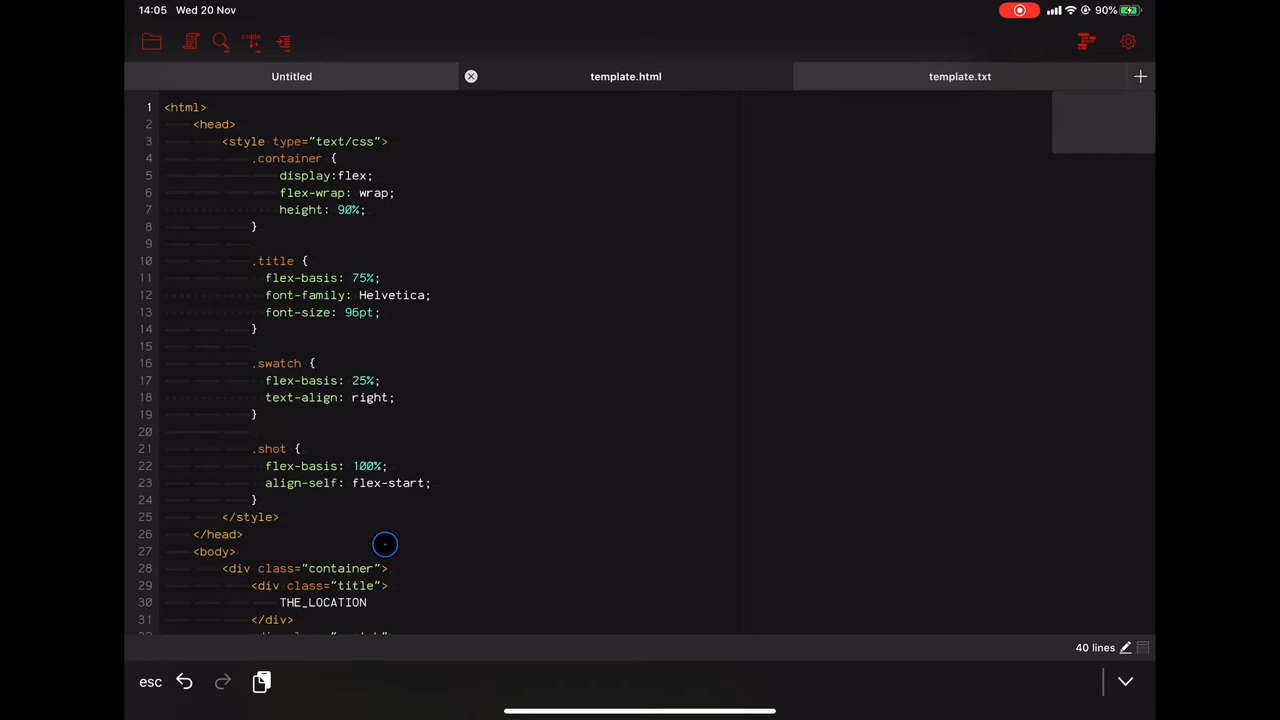 14:05 Wed 20 Nov
90%
code
Untitled
template.html
template.txt
1 <html>
2 <head>
3 <style type="text/css">
4 .container {
5 display:flex;
6 flex-wrap: wrap;
7 height: 90%;
8 }
9
10 .title {
11 flex-basis: 75%;
12 font-family: Helvetica;
13 font-size: 96pt;
14 }
15
16 .swatch {
17 flex-basis: 25%;
18 text-align: right;
19 }
20
21 .shot {
22 flex-basis: 100%;
23 align-self: flex-start;
24 }
25 </style>
26 </head>
27 <body>
28 <div class="container">
29 <div class="title">
30 THE_LOCATION
31 </div>
40 lines
esc